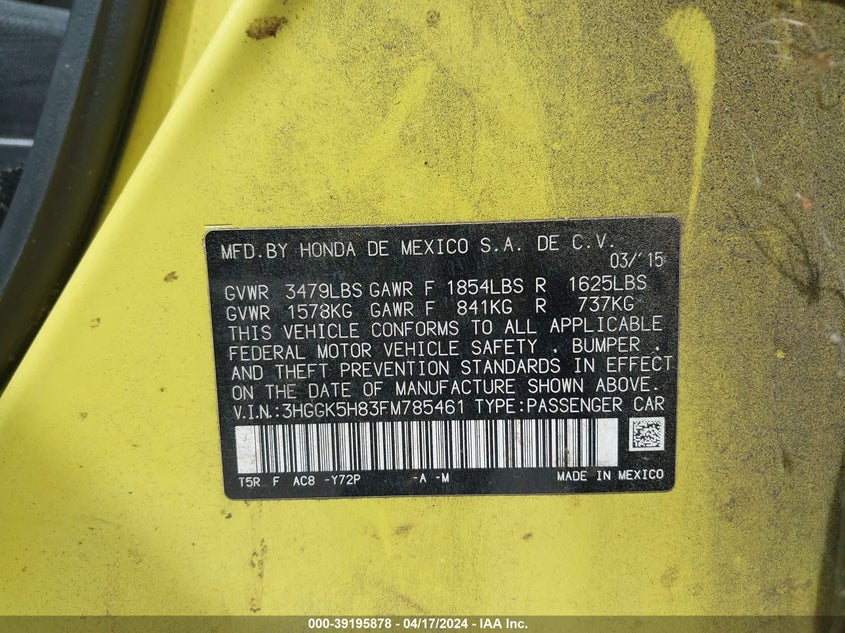 MFD.BY HONDA DE MEXICO S.A. DE C.V.
03/'15
GVWR 3479LBS GAWR F 1854LBS R 1625LBS
GVWR 1578KG GAWR F 841KG R 737KG
THIS VEHICLE CONFORMS TO ALL APPLICABLE
FEDERAL MOTOR VEHICLE SAFETY , BUMPER ,
AND THEFT PREVENTION STANDARDS IN EFFECT
ON THE DATE OF MANUFACTURE SHOWN ABOVE.
V.I.N.:3HGGK5H83FM785461 TYPE:PASSENGER CAR
T5R F AC8 -Y72P -A -M MADE IN MEXICO
000-39195878 - 04/17/2024 - IAA Inc.